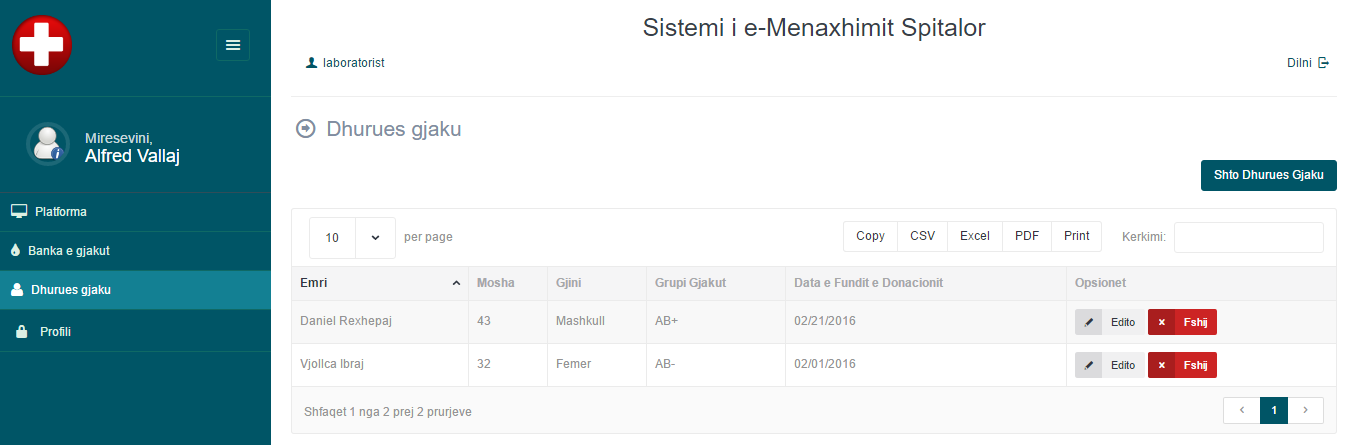 Sistemi i e-Menaxhimit Spitalor
laboratorist Dilni
Miresevini,
Alfred Vallaj
Platforma
Banka e gjakut
Dhurues gjaku
Profili
Dhurues gjaku
Shto Dhurues Gjaku
10 per page Copy CSV Excel PDF Print Kerkimi:
Emri Mosha Gjini Grupi Gjakut Data e Fundit e Donacionit Opsionet
Daniel Rexhepaj 43 Mashkull AB+ 02/21/2016 Edito Fshij
Vjollca Ibraj 32 Femer AB- 02/01/2016 Edito Fshij
Shfaqet 1 nga 2 prej 2 prurjeve 1